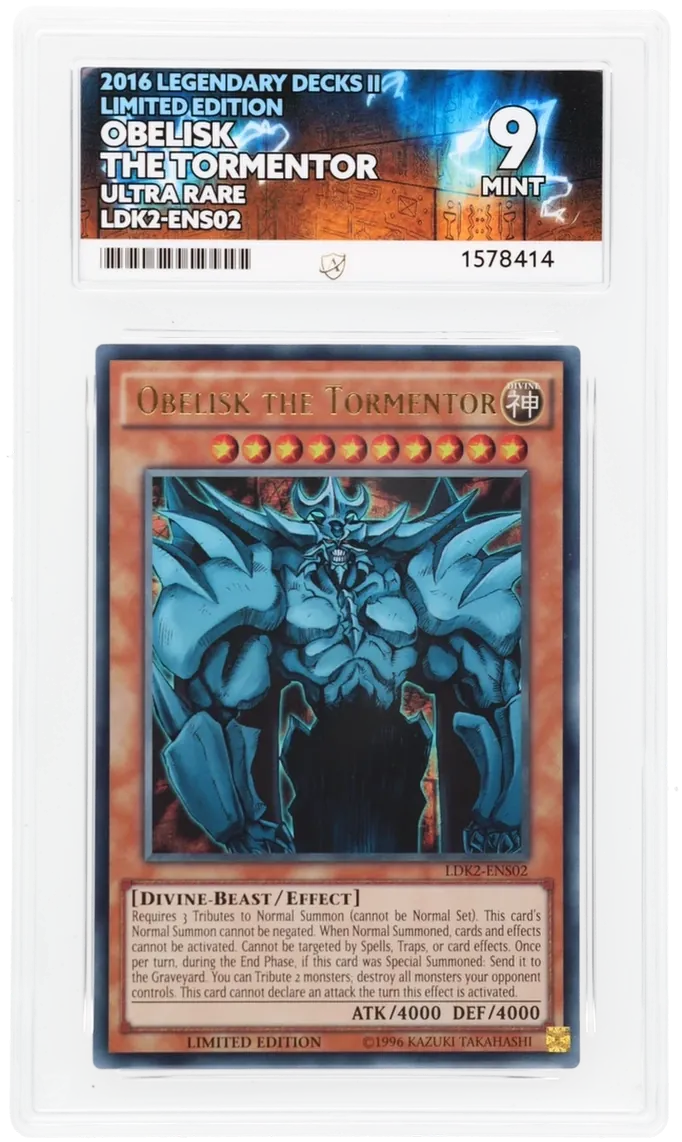 2016 LEGENDARY DECKS II
LIMITED EDITION
OBELISK
THE TORMENTOR
ULTRA RARE
LDK2-ENS02
9
MINT
1578414
OBELISK THE TORMENTOR
DIVINE
神
LDK2-ENS02
[DIVINE-BEAST/EFFECT]
Requires 3 Tributes to Normal Summon (cannot be Normal Set). This card's
Normal Summon cannot be negated. When Normal Summoned, cards and effects
cannot be activated. Cannot be targeted by Spells, Traps, or card effects. Once
per turn, during the End Phase, if this card was Special Summoned: Send it to
the Graveyard. You can Tribute 2 monsters; destroy all monsters your opponent
controls. This card cannot declare an attack the turn this effect is activated.
ATK/4000 DEF/4000
LIMITED EDITION
©1996 KAZUKI TAKAHASHI